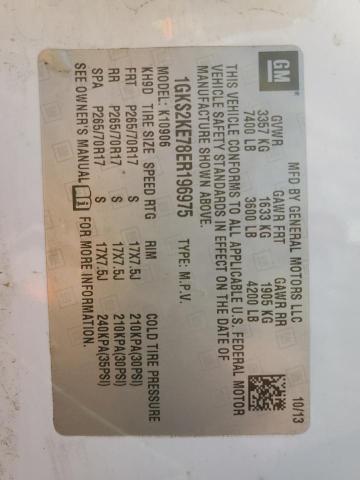 GM
MFD BY GENERAL MOTORS LLC 10/13
GVWR GAWR FRT GAWR RR
3357 KG 1633 KG 1905 KG
7400 LB 3600 LB 4200 LB
THIS VEHICLE CONFORMS TO ALL APPLICABLE U.S. FEDERAL MOTOR
VEHICLE SAFETY STANDARDS IN EFFECT ON THE DATE OF
MANUFACTURE SHOWN ABOVE.
1GKS2KE78ER196975 TYPE: M.P.V.
MODEL: K10906
KH9D TIRE SIZE SPEED RTG RIM COLD TIRE PRESSURE
FRT P265/70R17 S 17X7.5J 210KPA(30PSI)
RR P265/70R17 S 17X7.5J 210KPA(30PSI)
SPA P265/70R17 S 17X7.5J 240KPA(35PSI)
SEE OWNER'S MANUAL i FOR MORE INFORMATION.